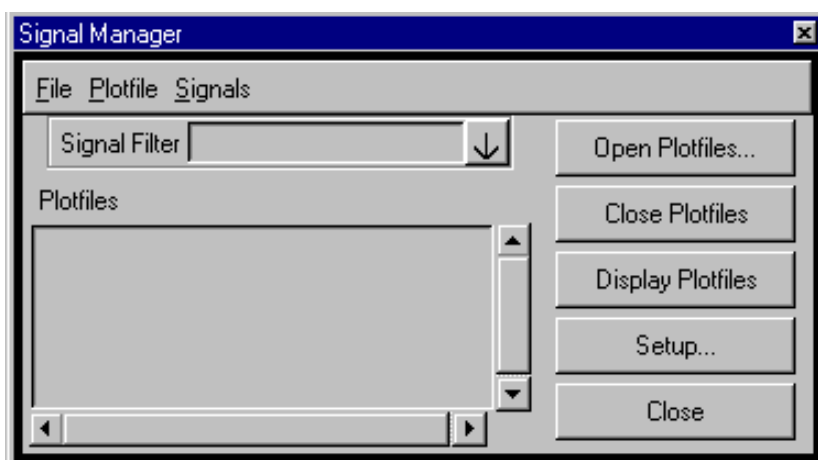 Signal Manager
File Plotfile Signals
Signal Filter
Open Plotfiles...
Plotfiles
Close Plotfiles
Display Plotfiles
Setup...
Close